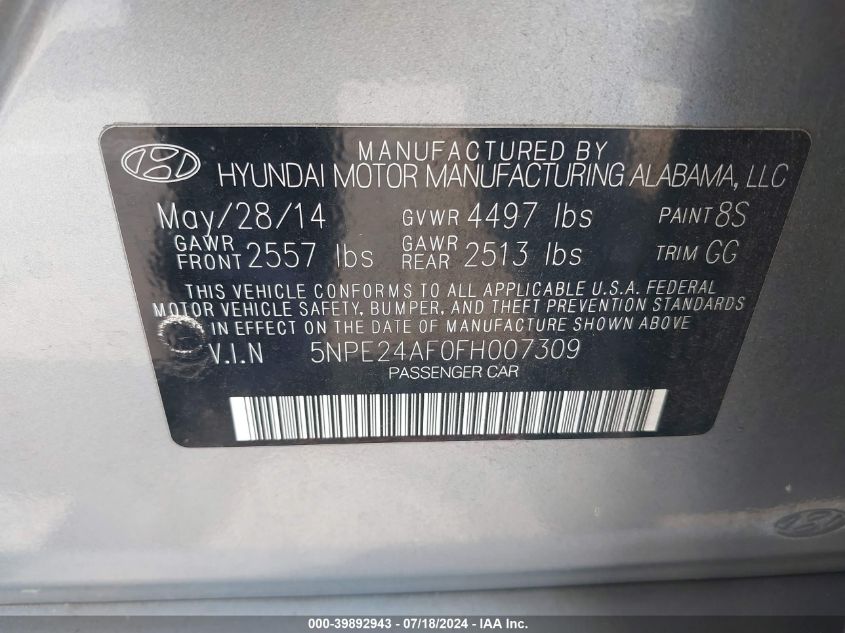 MANUFACTURED BY
HYUNDAI MOTOR MANUFACTURING ALABAMA, LLC
May/28/14 GVWR 4497 lbs PAINT 8S
GAWR FRONT 2557 lbs GAWR REAR 2513 lbs TRIM GG
THIS VEHICLE CONFORMS TO ALL APPLICABLE U.S.A. FEDERAL
MOTOR VEHICLE SAFETY, BUMPER, AND THEFT PREVENTION STANDARDS
IN EFFECT ON THE DATE OF MANUFACTURE SHOWN ABOVE
V.I.N 5NPE24AF0FH007309
PASSENGER CAR
000-39892943 - 07/18/2024 - IAA Inc.